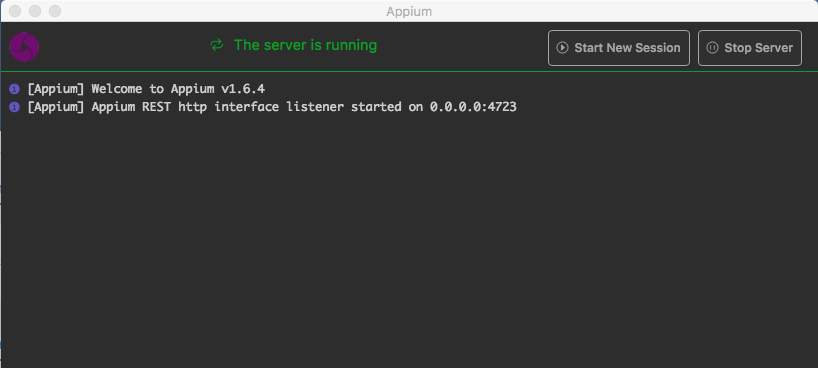 Appium
The server is running
Start New Session
Stop Server
[Appium] Welcome to Appium v1.6.4
[Appium] Appium REST http interface listener started on 0.0.0.0:4723